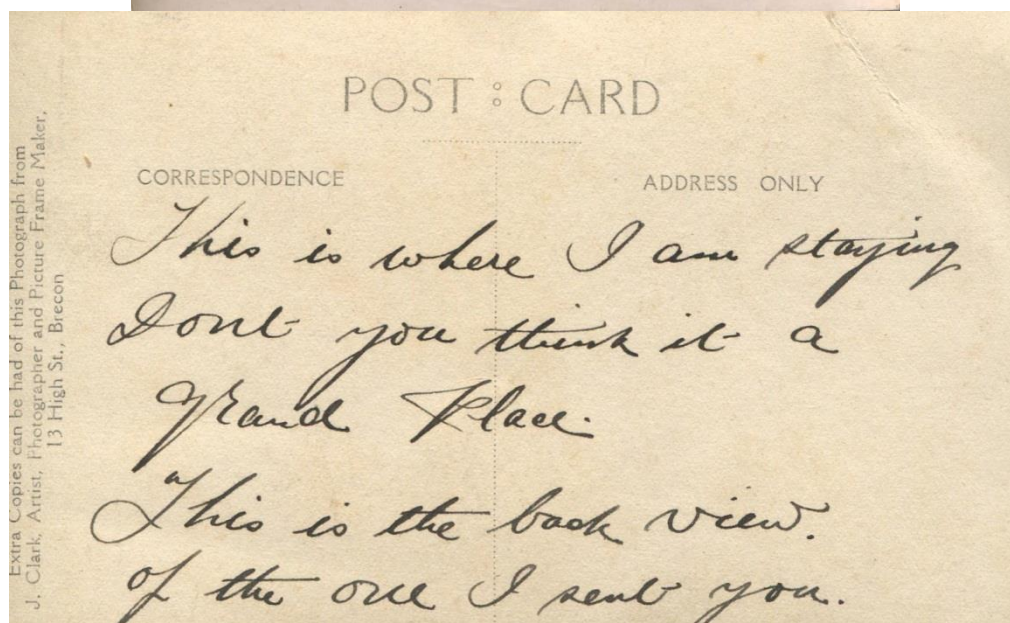 POST : CARD
CORRESPONDENCE
ADDRESS ONLY
This is where I am staying
Dont you think it a
grand Place.
This is the back view.
of the one I sent you.
Extra Copies can be had of this Photograph from
J. Clark, Artist, Photographer and Picture Frame Maker,
13 High St., Brecon